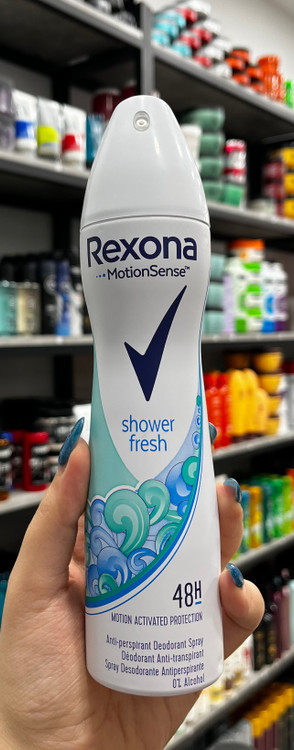 Rexona
MotionSense™
shower
fresh
48H
MOTION ACTIVATED PROTECTION
Anti-perspirant Deodorant Spray
Déodorant Anti-transpirant
Spray Desodorante Antiperspirante
0% Alcohol